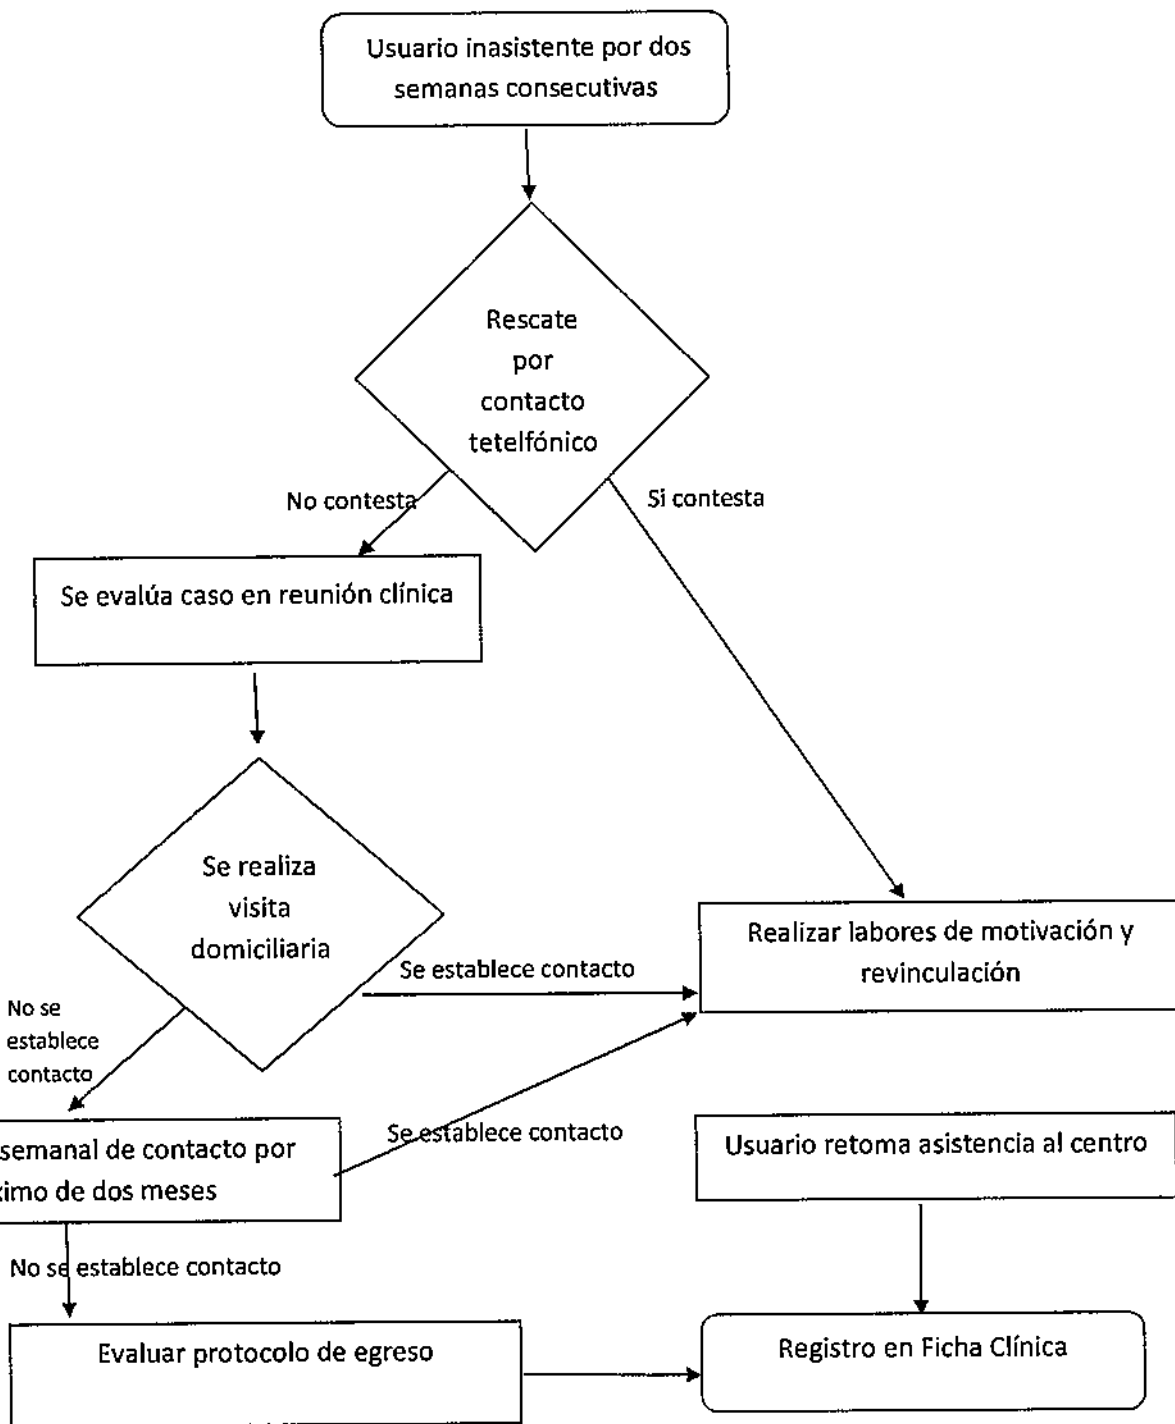 Usuario inasistente por dos
semanas consecutivas
Rescate
por
contacto
tetelfónico
No contesta
Si contesta
Se evalúa caso en reunión clínica
Se realiza
visita
domiciliaria
Se establece contacto
Realizar labores de motivación y
revinculación
No se
establece
contacto
semanal de contacto por
ximo de dos meses
Se establece contacto
Usuario retoma asistencia al centro
No se establece contacto
Evaluar protocolo de egreso
Registro en Ficha Clínica